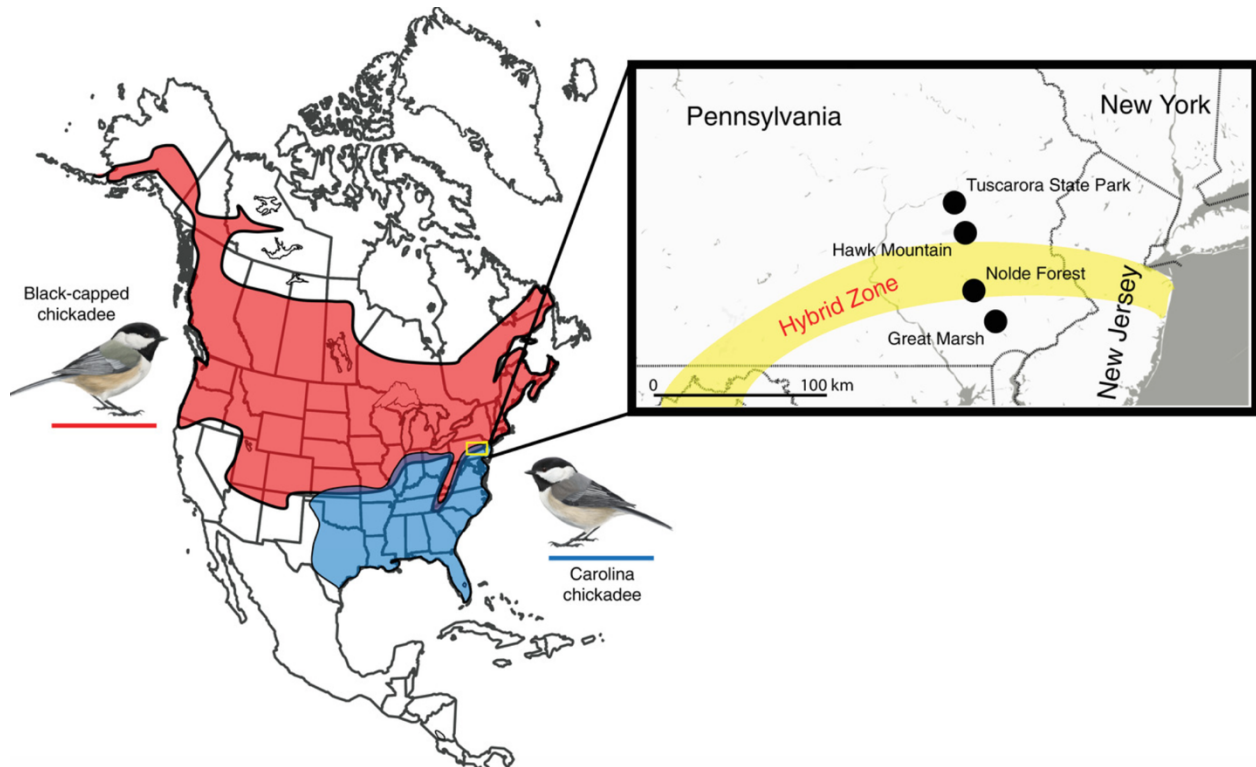 Black-capped
chickadee
Carolina
chickadee
Pennsylvania
New York
Tuscarora State Park
Hawk Mountain
Nolde Forest
Hybrid Zone
Great Marsh
New Jersey
0 100 km